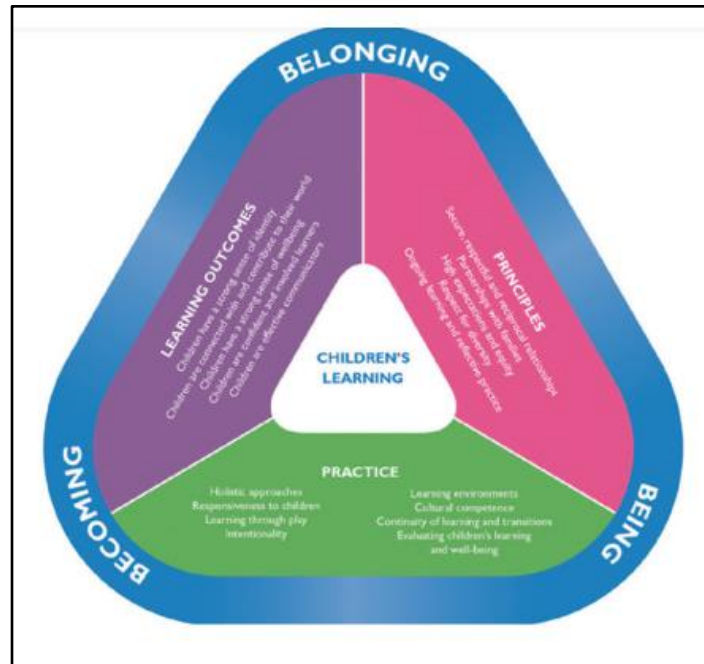 BELONGING
LEARNING OUTCOMES
Children have a strong sense of identity
Children are connected with and contribute to their world
Children have a strong sense of wellbeing
Children are confident and involved learners
Children are effective communicators
PRINCIPLES
Secure, respectful and reciprocal relationships
Partnerships with families
High expectations and equity
Respect for diversity
Ongoing learning and reflective practice
CHILDREN'S
LEARNING
PRACTICE
Holistic approaches
Responsiveness to children
Learning through play
Intentionality
Learning environments
Cultural competence
Continuity of learning and transitions
Evaluating children's learning
and well-being
BECOMING
BEING